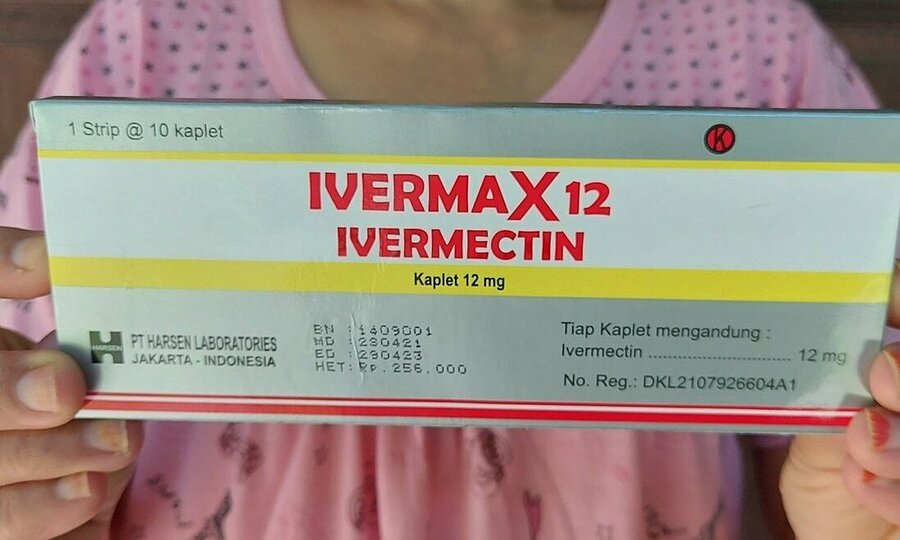 1 Strip @ 10 kaplet
K
IVERMAX 12
IVERMECTIN
Kaplet 12 mg
HARSEN
PT HARSEN LABORATORIES
JAKARTA - INDONESIA
BN : 1409001
MD : 280421
ED : 290423
HET: Rp. 256.000
Tiap Kaplet mengandung :
Ivermectin ................................ 12 mg
No. Reg.: DKL2107926604A1